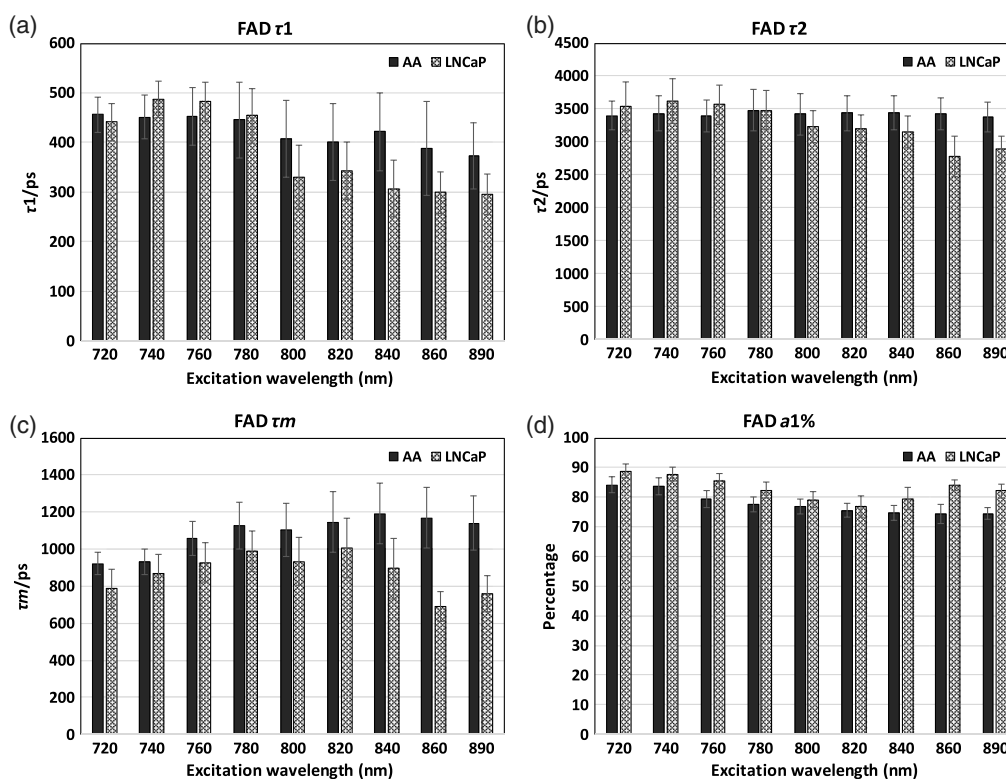 (a)
FAD τ1
600
500
400
300
200
100
0
τ1/ps
AA LNCaP
720 740 760 780 800 820 840 860 890
Excitation wavelength (nm)
(b)
FAD τ2
4500
4000
3500
3000
2500
2000
1500
1000
500
0
τ2/ps
AA LNCaP
720 740 760 780 800 820 840 860 890
Excitation wavelength (nm)
(c)
FAD τm
1600
1400
1200
1000
800
600
400
200
0
τm/ps
AA LNCaP
720 740 760 780 800 820 840 860 890
Excitation wavelength (nm)
(d)
FAD a1%
100
90
80
70
60
50
40
30
20
10
0
Percentage
AA LNCaP
720 740 760 780 800 820 840 860 890
Excitation wavelength (nm)